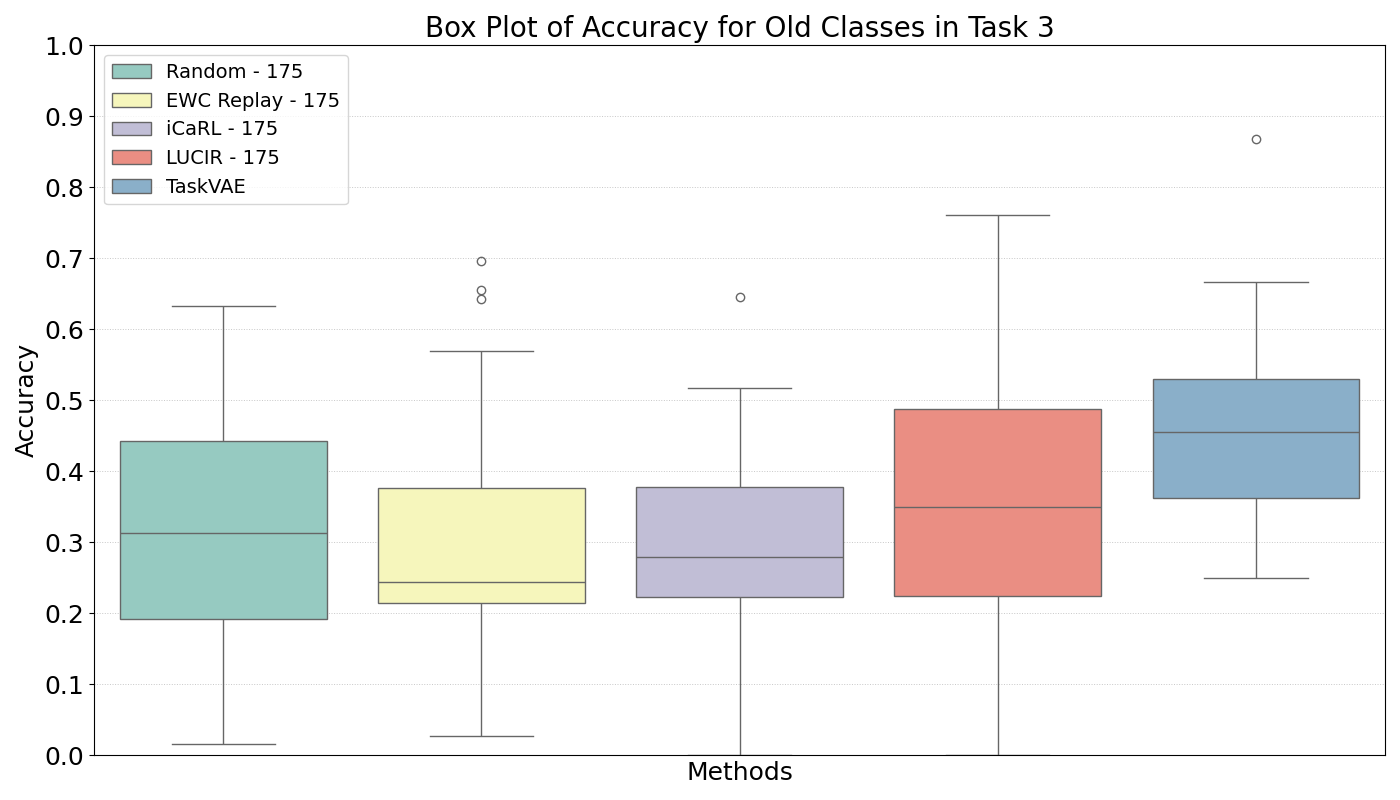 Box Plot of Accuracy for Old Classes in Task 3
1.0
0.9
0.8
0.7
0.6
0.5
0.4
0.3
0.2
0.1
0.0
Accuracy
Random - 175
EWC Replay - 175
iCaRL - 175
LUCIR - 175
TaskVAE
Methods